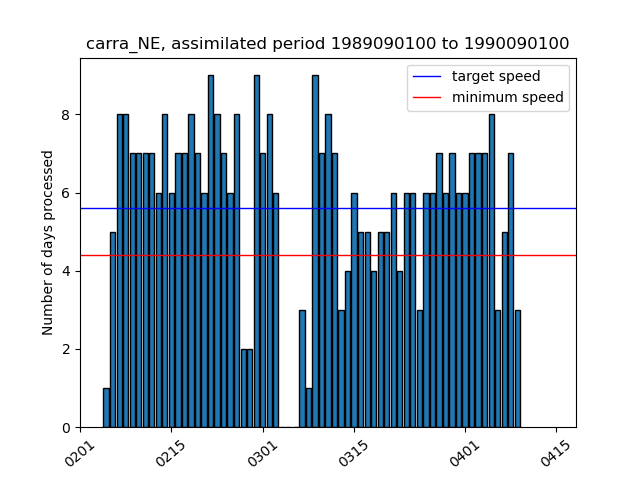 carra_NE, assimilated period 1989090100 to 1990090100
target speed
minimum speed
Number of days processed
8
6
4
2
0
0201
0215
0301
0315
0401
0415